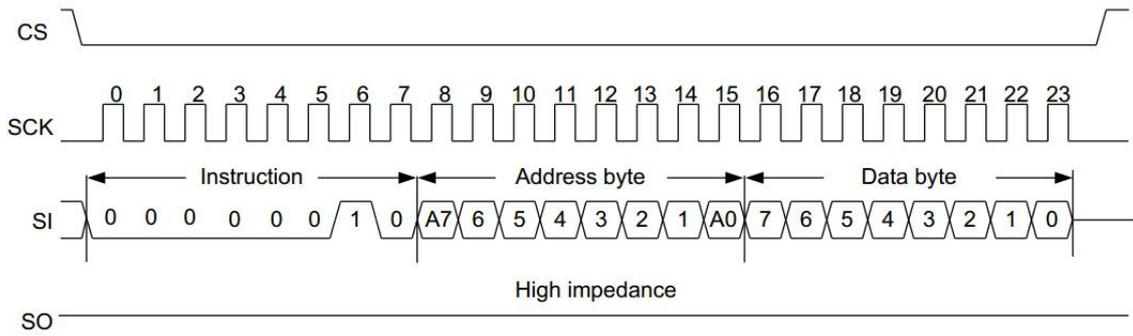 CS
0 1 2 3 4 5 6 7 8 9 10 11 12 13 14 15 16 17 18 19 20 21 22 23
SCK
Instruction Address byte Data byte
SI 0 0 0 0 0 0 1 0 A7 6 5 4 3 2 1 A0 7 6 5 4 3 2 1 0
High impedance
SO